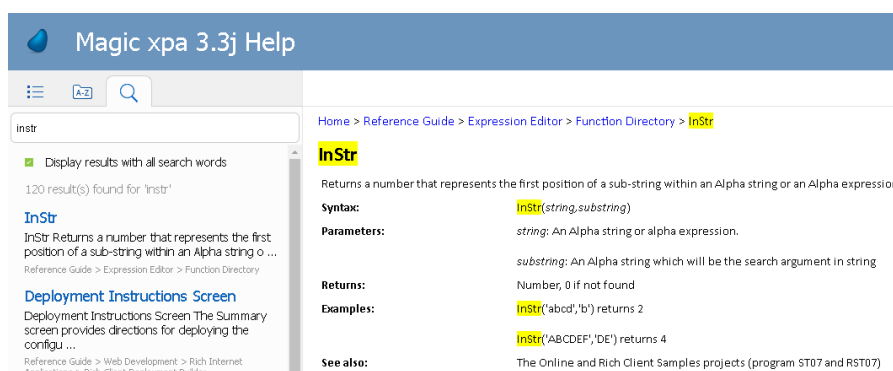 Magic xpa 3.3j Help
A-Z
instr
Display results with all search words
120 result(s) found for 'instr'
InStr
InStr Returns a number that represents the first
position of a sub-string within an Alpha string o ...
Reference Guide > Expression Editor > Function Directory
Deployment Instructions Screen
Deployment Instructions Screen The Summary
screen provides directions for deploying the
configu ...
Reference Guide > Web Development > Rich Internet
Home > Reference Guide > Expression Editor > Function Directory > InStr
InStr
Returns a number that represents the first position of a sub-string within an Alpha string or an Alpha expressio
Syntax: InStr(string,substring)
Parameters: string: An Alpha string or alpha expression.
substring: An Alpha string which will be the search argument in string
Returns: Number, 0 if not found
Examples: InStr('abcd','b') returns 2
InStr('ABCDEF','DE') returns 4
See also: The Online and Rich Client Samples projects (program ST07 and RST07)